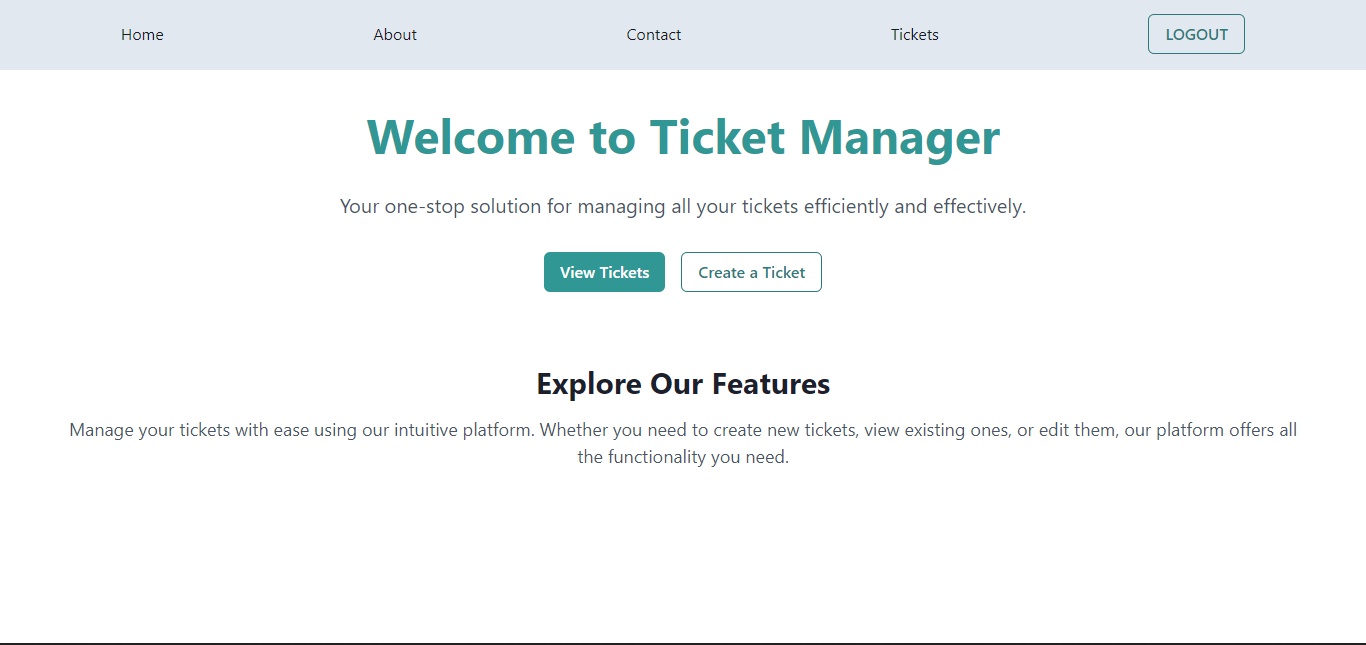 Home About Contact Tickets LOGOUT
Welcome to Ticket Manager
Your one-stop solution for managing all your tickets efficiently and effectively.
View Tickets Create a Ticket
Explore Our Features
Manage your tickets with ease using our intuitive platform. Whether you need to create new tickets, view existing ones, or edit them, our platform offers all
the functionality you need.